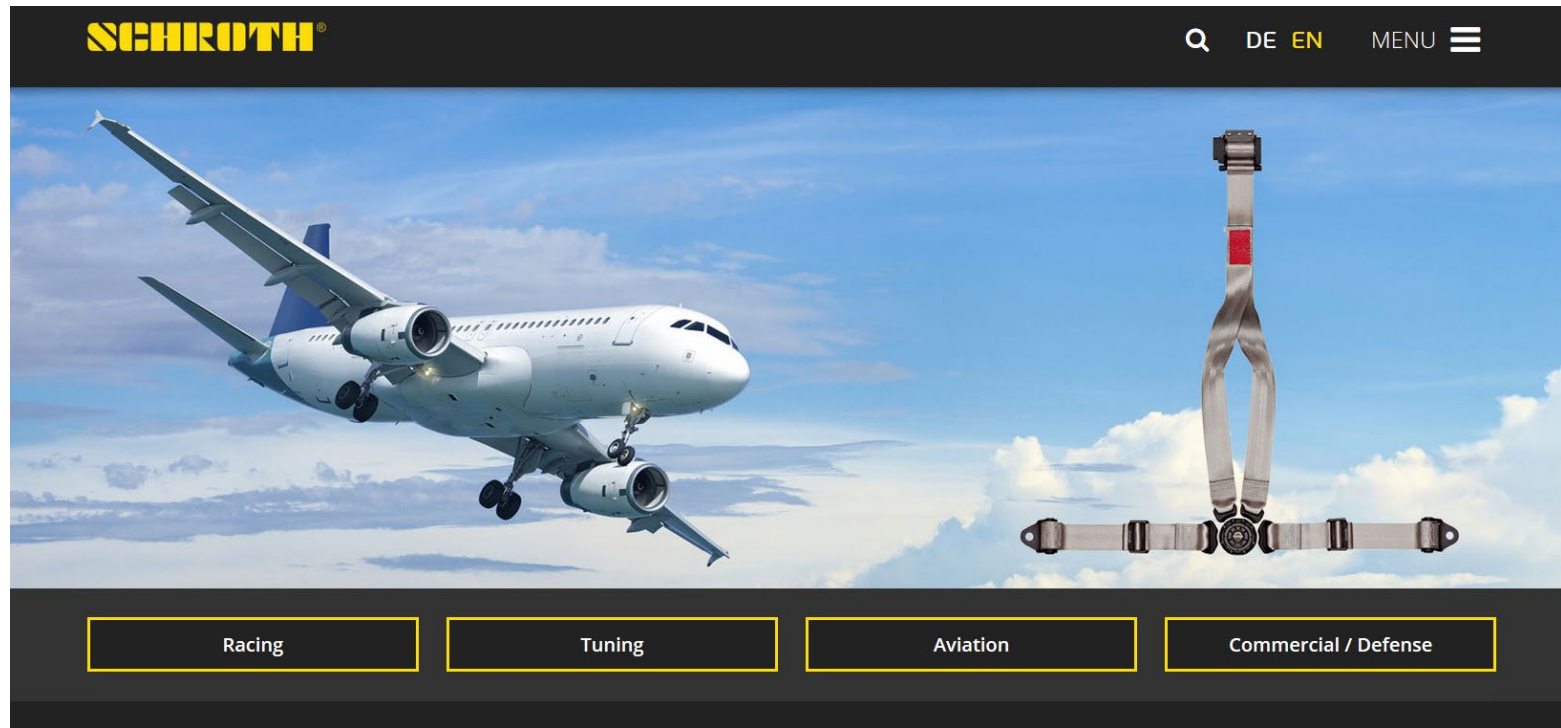 SCHROTH®
DE EN MENU
Racing
Tuning
Aviation
Commercial / Defense